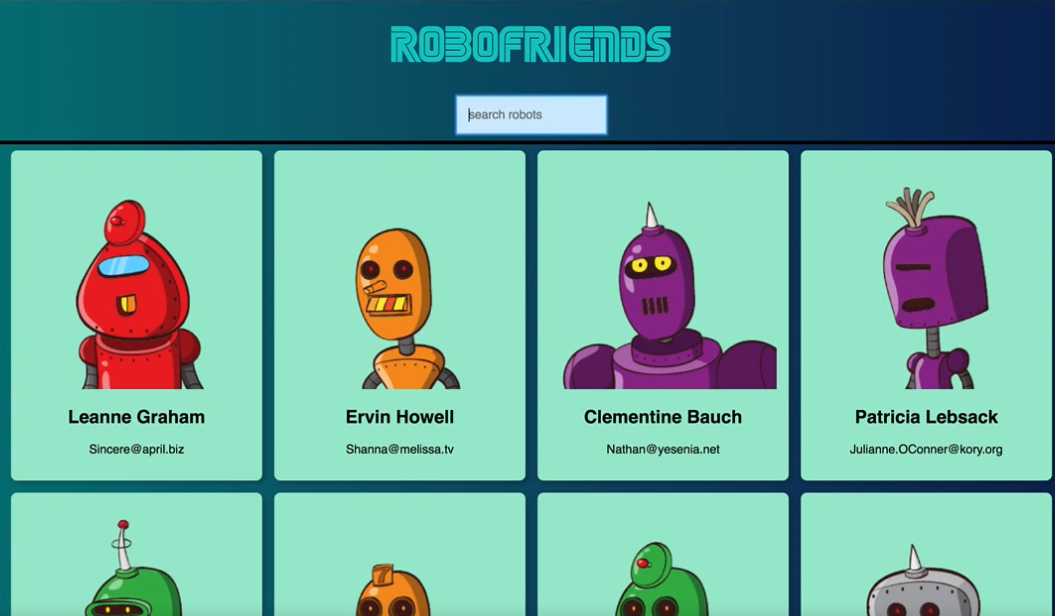 ROBOFRIENDS
search robots
Leanne Graham
Ervin Howell
Clementine Bauch
Patricia Lebsack
Sincere@april.biz
Shanna@melissa.tv
Nathan@yesenia.net
Julianne.OConner@kory.org
7